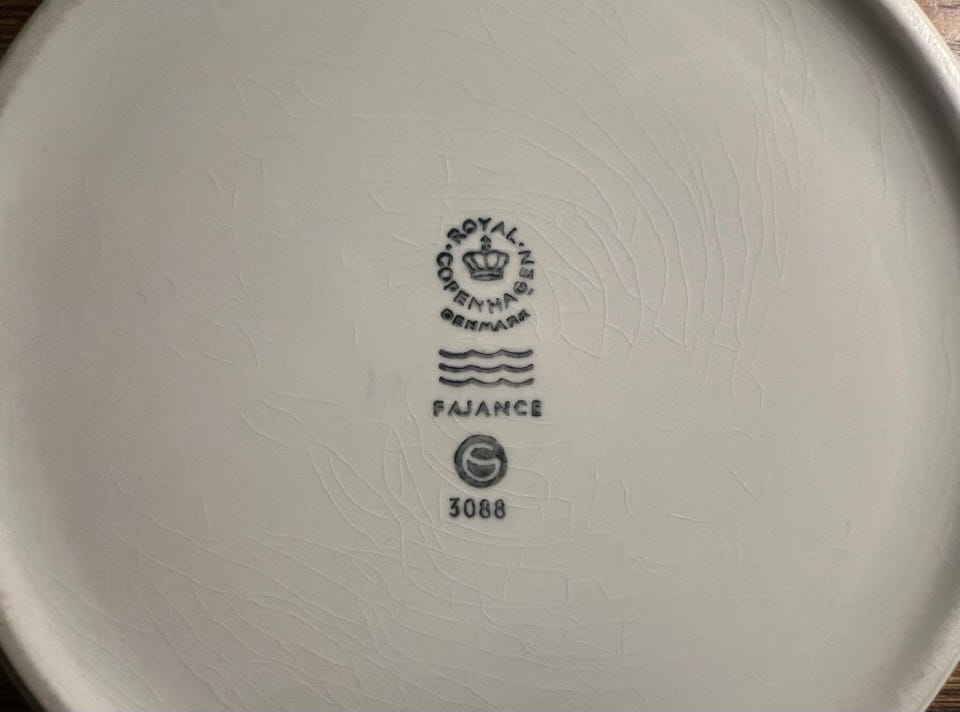 ROYAL
COPENHAGEN
DENMARK
FAJANCE
3088